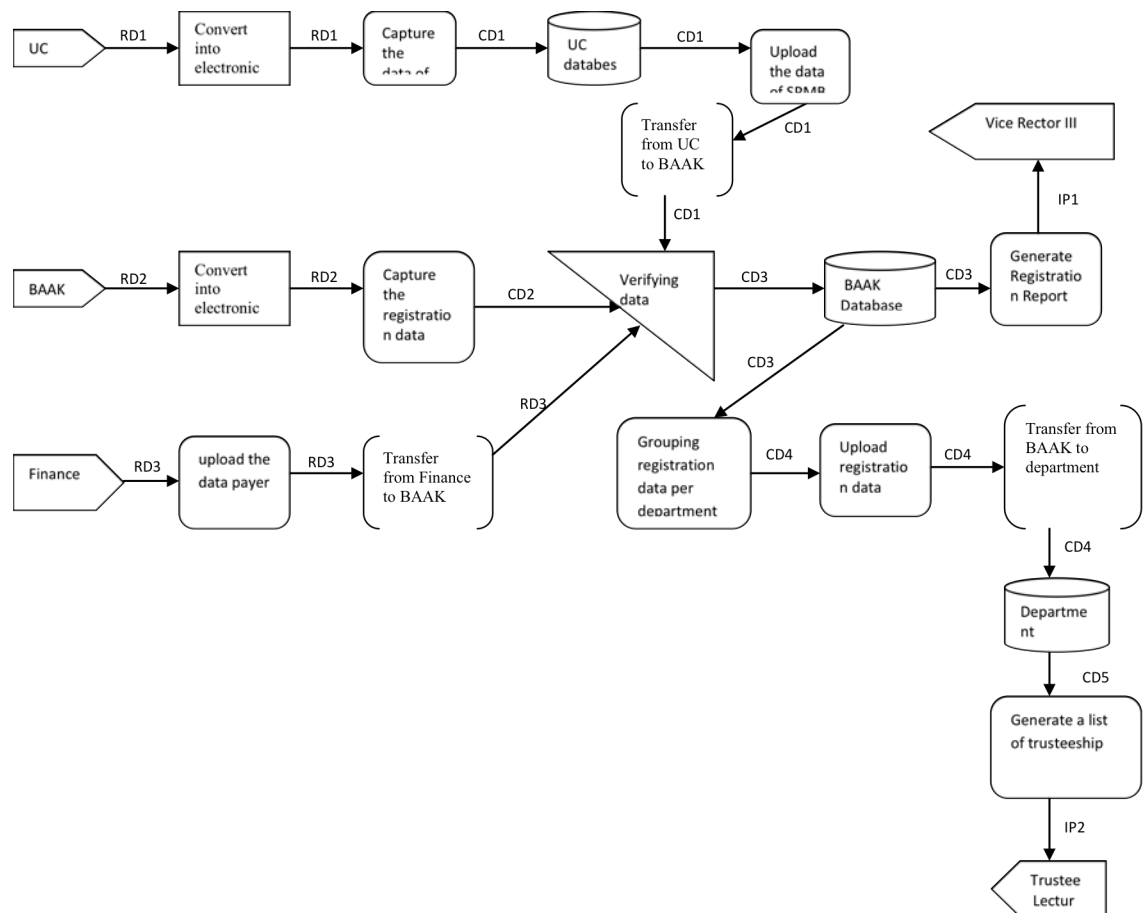 UC
RD1
Convert
into
electronic
RD1
Capture
the
data of
CD1
UC
databes
CD1
Upload
the data
of SPMB
CD1
Transfer
from UC
to BAAK
CD1
Vice Rector III
IP1
BAAK
RD2
Convert
into
electronic
RD2
Capture
the
registratio
n data
CD2
Verifying
data
CD3
BAAK
Database
CD3
Generate
Registratio
n Report
CD3
Finance
RD3
upload the
data payer
RD3
Transfer
from Finance
to BAAK
RD3
Grouping
registration
data per
department
CD4
Upload
registratio
n data
CD4
Transfer from
BAAK to
department
CD4
Departme
nt
CD5
Generate a list
of trusteeship
IP2
Trustee
Lectur